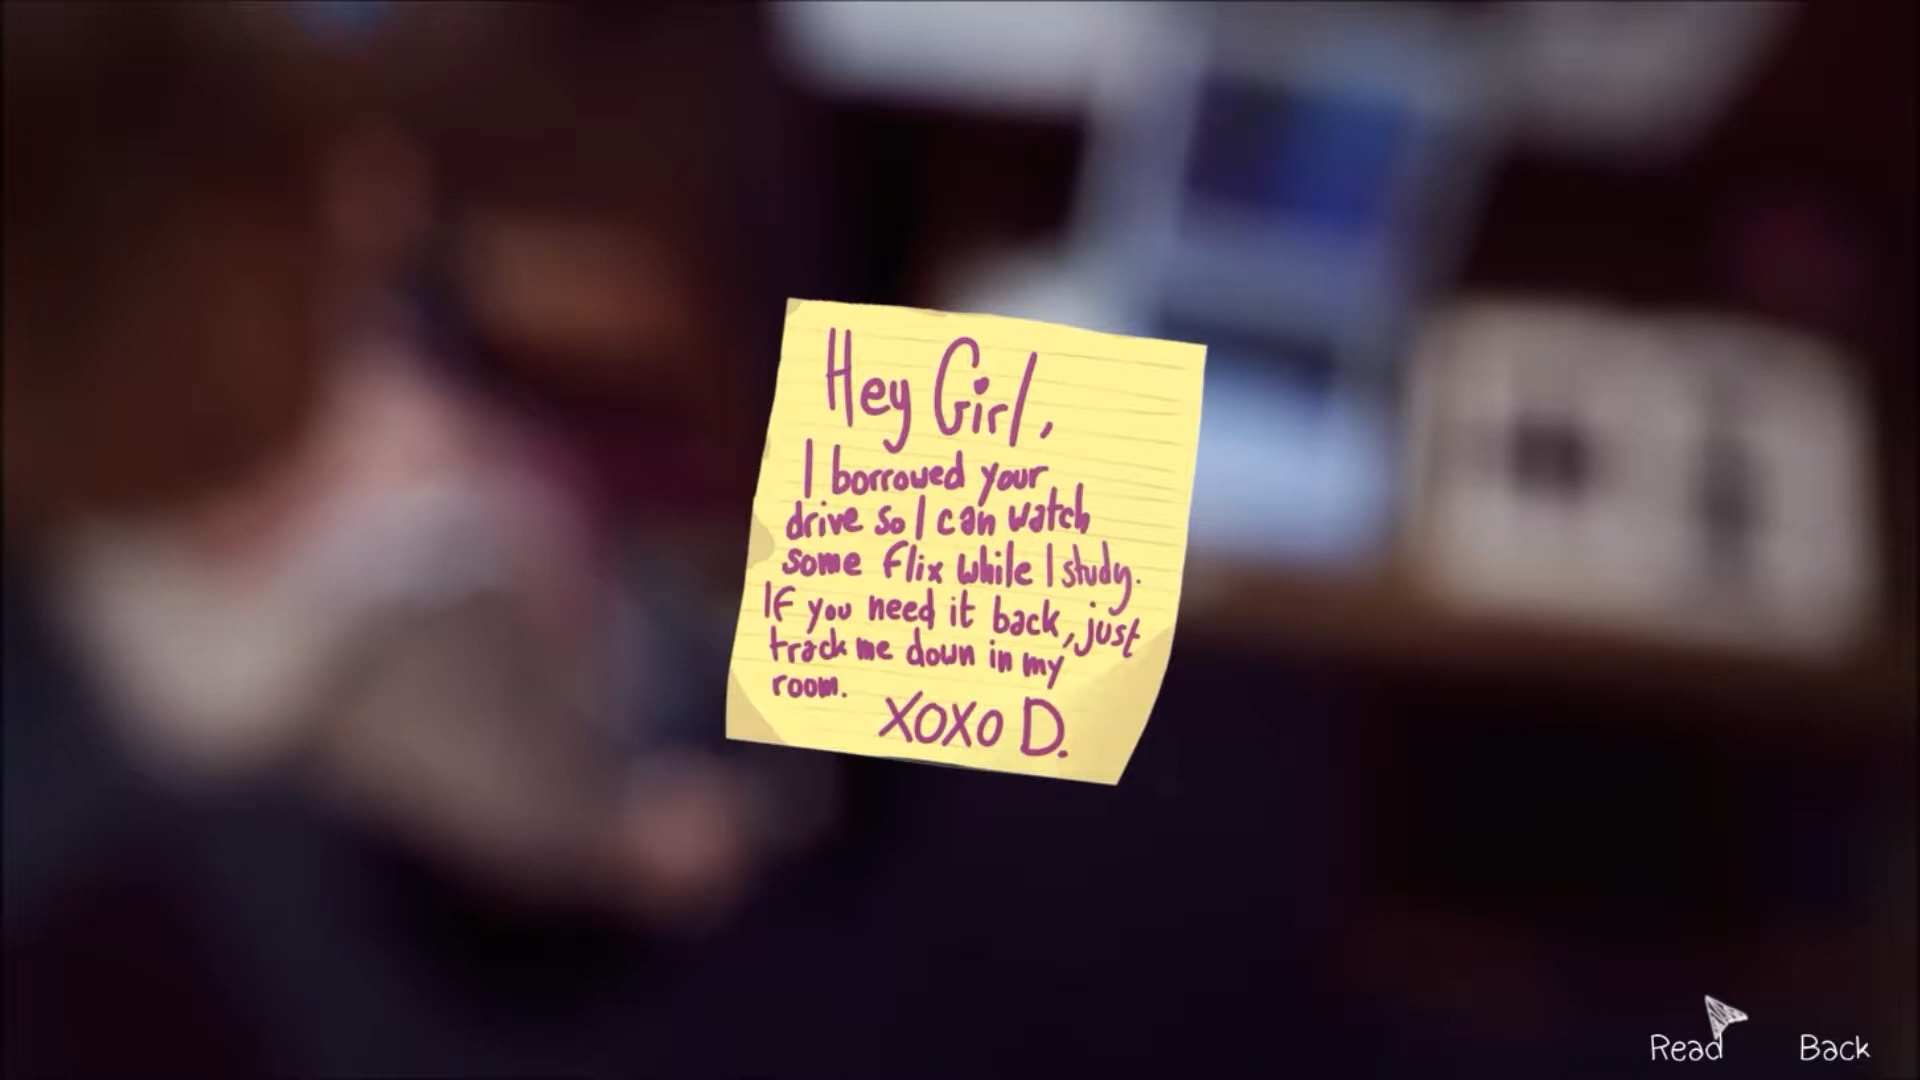 Hey Girl,
I borrowed your
drive so I can watch
some flix while I study.
If you need it back, just
track me down in my
room.
XOXO D.
Read
Back